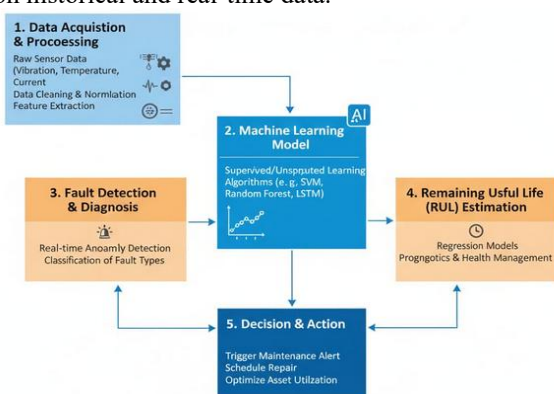 on historical and real-time data.
1. Data Acquistion
& Procoessing
Raw Sensor Data
(Vibration, Temperature,
Current
Data Cleaning & Normlation
Feature Extraction
AI
2. Machine Learning
Model
Supervised/Unsprouted Learning
Algorithms (e. g, SVM,
Random Forest, LSTM)
3. Fault Detection
& Diagnosis
Real-time Anoamly Detection
Classification of Fault Types
4. Remaining Usful Life
(RUL) Estimation
Regression Models
Progngotics & Health Management
5. Decision & Action
Trigger Maintenance Alert
Schedule Repair
Optimize Asset Utilzation